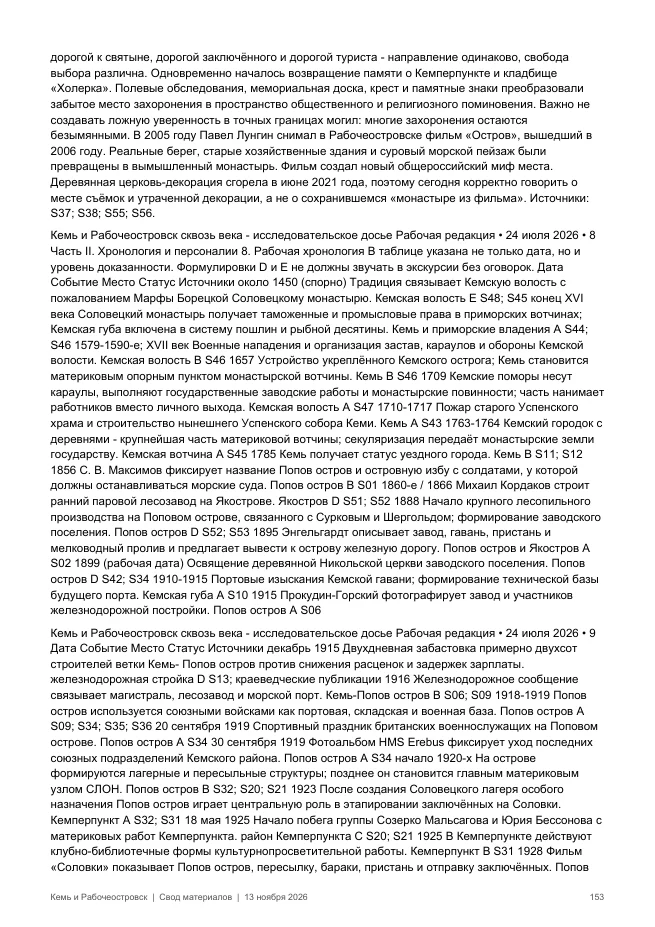 дорогой к святыне, дорогой заключённого и дорогой туриста - направление одинаково, свобода
выбора различна. Одновременно началось возвращение памяти о Кемперпункте и кладбище
«Холерка». Полевые обследования, мемориальная доска, крест и памятные знаки преобразовали
забытое место захоронения в пространство общественного и религиозного поминовения. Важно не
создавать ложную уверенность в точных границах могил: многие захоронения остаются
безымянными. В 2005 году Павел Лунгин снимал в Рабочеостровске фильм «Остров», вышедший в
2006 году. Реальные берег, старые хозяйственные здания и суровый морской пейзаж были
превращены в вымышленный монастырь. Фильм создал новый общероссийский миф места.
Деревянная церковь-декорация сгорела в июне 2021 года, поэтому сегодня корректно говорить о
месте съёмок и утраченной декорации, а не о сохранившемся «монастыре из фильма». Источники:
S37; S38; S55; S56.
Кемь и Рабочеостровск сквозь века - исследовательское досье Рабочая редакция • 24 июля 2026 • 8
Часть II. Хронология и персоналии 8. Рабочая хронология В таблице указана не только дата, но и
уровень доказанности. Формулировки D и E не должны звучать в экскурсии без оговорок. Дата
Событие Место Статус Источники около 1450 (спорно) Традиция связывает Кемскую волость с
пожалованием Марфы Борецкой Соловецкому монастырю. Кемская волость E S48; S45 конец XVI
века Соловецкий монастырь получает таможенные и промысловые права в приморских вотчинах;
Кемская губа включена в систему пошлин и рыбной десятины. Кемь и приморские владения A S44;
S46 1579-1590-е; XVII век Военные нападения и организация застав, караулов и обороны Кемской
волости. Кемская волость B S46 1657 Устройство укреплённого Кемского острога; Кемь становится
материковым опорным пунктом монастырской вотчины. Кемь B S46 1709 Кемские поморы несут
караулы, выполняют государственные заводские работы и монастырские повинности; часть нанимает
работников вместо личного выхода. Кемская волость A S47 1710-1717 Пожар старого Успенского
храма и строительство нынешнего Успенского собора Кеми. Кемь A S43 1763-1764 Кемский городок с
деревнями - крупнейшая часть материковой вотчины; секуляризация передаёт монастырские земли
государству. Кемская вотчина A S45 1785 Кемь получает статус уездного города. Кемь B S11; S12
1856 С. В. Максимов фиксирует название Попов остров и островную избу с солдатами, у которой
должны останавливаться морские суда. Попов остров B S01 1860-е / 1866 Михаил Кордаков строит
ранний паровой лесозавод на Якострове. Якостров D S51; S52 1888 Начало крупного лесопильного
производства на Поповом острове, связанного с Сурковым и Шергольдом; формирование заводского
поселения. Попов остров D S52; S53 1895 Энгельгардт описывает завод, гавань, пристань и
мелководный пролив и предлагает вывести к острову железную дорогу. Попов остров и Якостров A
S02 1899 (рабочая дата) Освящение деревянной Никольской церкви заводского поселения. Попов
остров D S42; S34 1910-1915 Портовые изыскания Кемской гавани; формирование технической базы
будущего порта. Кемская губа A S10 1915 Прокудин-Горский фотографирует завод и участников
железнодорожной постройки. Попов остров A S06
Кемь и Рабочеостровск сквозь века - исследовательское досье Рабочая редакция • 24 июля 2026 • 9
Дата Событие Место Статус Источники декабрь 1915 Двухдневная забастовка примерно двухсот
строителей ветки Кемь- Попов остров против снижения расценок и задержек зарплаты.
железнодорожная стройка D S13; краеведческие публикации 1916 Железнодорожное сообщение
связывает магистраль, лесозавод и морской порт. Кемь-Попов остров B S06; S09 1918-1919 Попов
остров используется союзными войсками как портовая, складская и военная база. Попов остров A
S09; S34; S35; S36 20 сентября 1919 Спортивный праздник британских военнослужащих на Поповом
острове. Попов остров A S34 30 сентября 1919 Фотоальбом HMS Erebus фиксирует уход последних
союзных подразделений Кемского района. Попов остров A S34 начало 1920-х На острове
формируются лагерные и пересыльные структуры; позднее он становится главным материковым
узлом СЛОН. Попов остров B S32; S20; S21 1923 После создания Соловецкого лагеря особого
назначения Попов остров играет центральную роль в этапировании заключённых на Соловки.
Кемперпункт A S32; S31 18 мая 1925 Начало побега группы Созерко Мальсагова и Юрия Бессонова с
материковых работ Кемперпункта. район Кемперпункта C S20; S21 1925 В Кемперпункте действуют
клубно-библиотечные формы культурнопросветительной работы. Кемперпункт B S31 1928 Фильм
«Соловки» показывает Попов остров, пересылку, бараки, пристань и отправку заключённых. Попов
Кемь и Рабочеостровск | Свод материалов | 13 ноября 2026
153